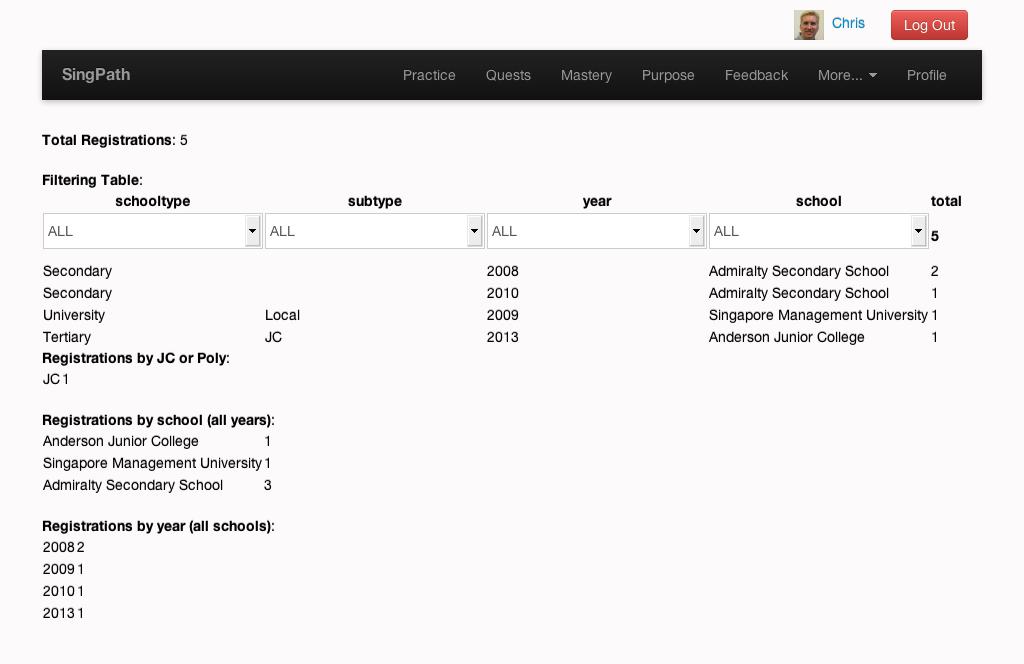 Chris Log Out
SingPath Practice Quests Mastery Purpose Feedback More... Profile
Total Registrations: 5
Filtering Table:
schooltype subtype year school total
ALL ALL ALL ALL 5
Secondary 2008 Admiralty Secondary School 2
Secondary 2010 Admiralty Secondary School 1
University Local 2009 Singapore Management University 1
Tertiary JC 2013 Anderson Junior College 1
Registrations by JC or Poly:
JC 1
Registrations by school (all years):
Anderson Junior College 1
Singapore Management University 1
Admiralty Secondary School 3
Registrations by year (all schools):
2008 2
2009 1
2010 1
2013 1